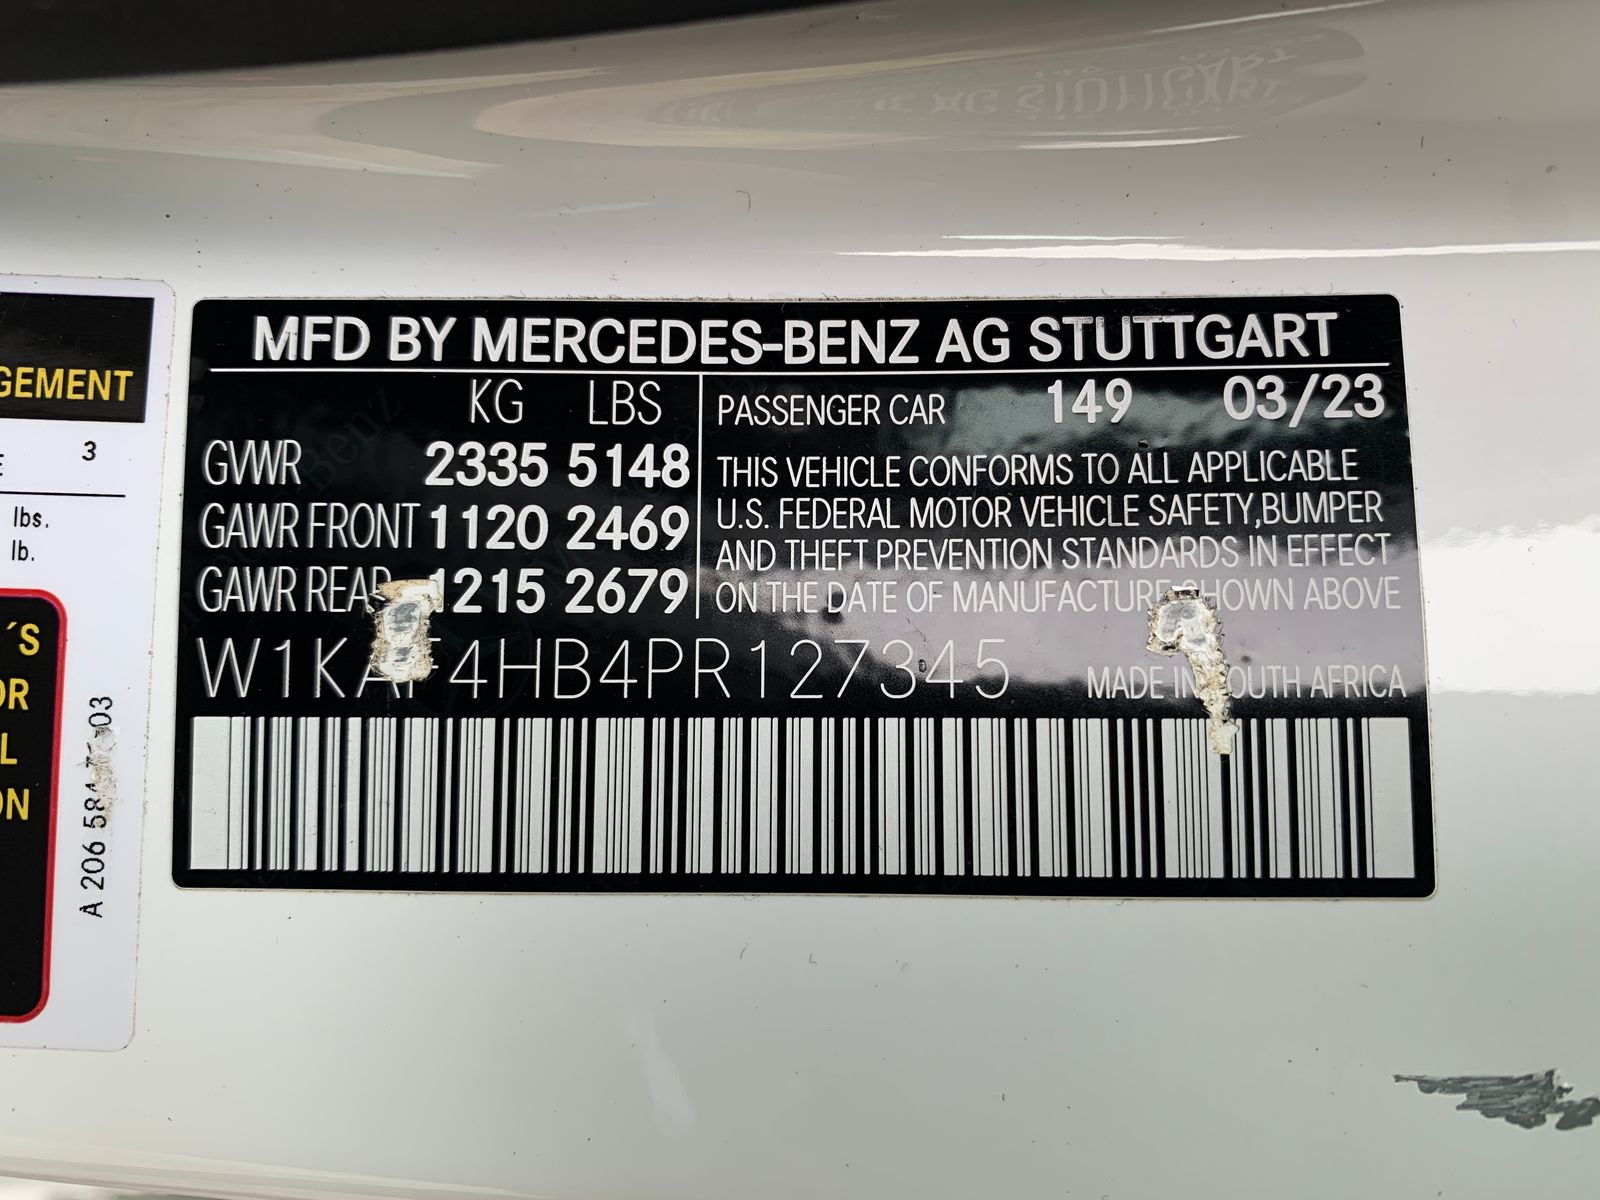 GEMENT
3
lbs.
lb.
´S
OR
L
ON
A 206 584
03
MFD BY MERCEDES-BENZ AG STUTTGART
KG LBS
GVWR 2335 5148
GAWR FRONT 1120 2469
GAWR REAR 1215 2679
PASSENGER CAR 149 03/23
THIS VEHICLE CONFORMS TO ALL APPLICABLE
U.S. FEDERAL MOTOR VEHICLE SAFETY,BUMPER
AND THEFT PREVENTION STANDARDS IN EFFECT
ON THE DATE OF MANUFACTURE SHOWN ABOVE
W1KAF4HB4PR127345
MADE IN SOUTH AFRICA